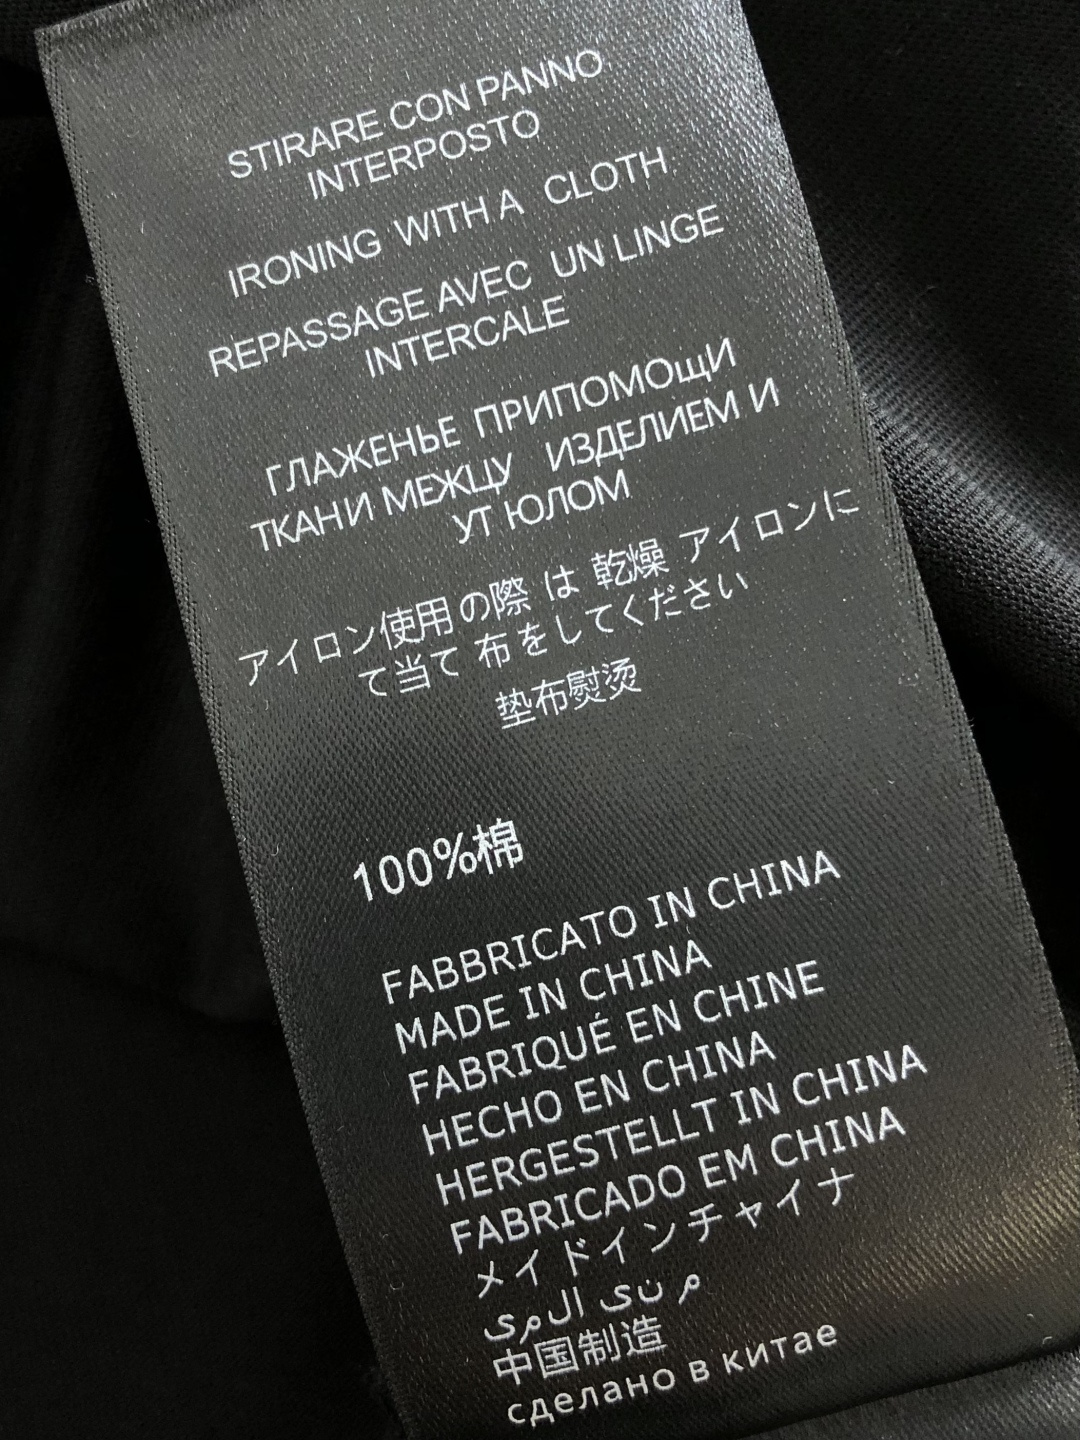 STIRARE CON PANNO
INTERPOSTO
IRONING WITH A CLOTH
REPASSAGE AVEC UN LINGE
INTERCALE
ГЛАЖЕНЬЕ ПРИПОМОщИ
ТКАНИ МЕЖЦУ ИЗДЕЛИЕМ И
УТ ЮЛОМ
アイロン使用の際 は 乾燥 アイロンに
て当て 布をしてください
垫布熨烫
100%棉
FABBRICATO IN CHINA
MADE IN CHINA
FABRIQUÉ EN CHINE
HECHO EN CHINA
HERGESTELLT IN CHINA
FABRICADO EM CHINA
メイドインチャイナ
م نى المى
中国制造
сделано в китае